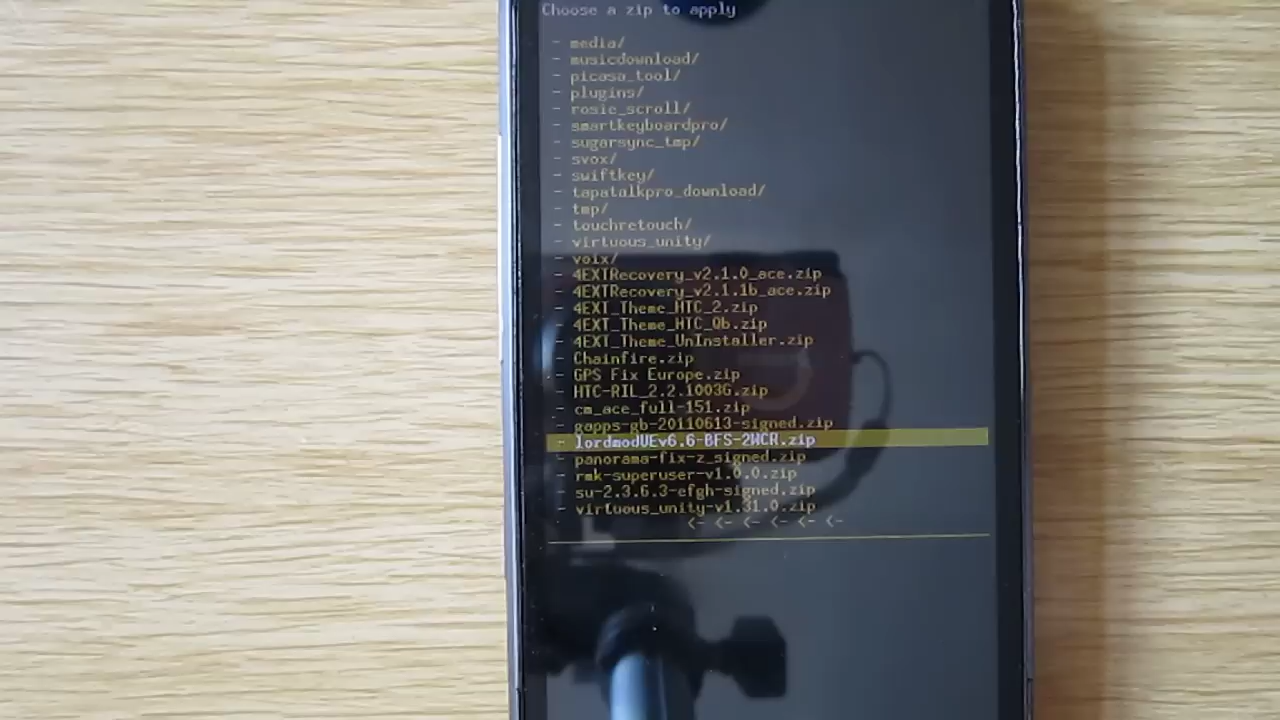 Choose a zip to apply
- media/
- musicdownload/
- picasa_tool/
- plugins/
- rosie_scroll/
- smartkeyboardpro/
- sugarsync_tmp/
- svox/
- swiftkey/
- tapatalkpro_download/
- tmp/
- touchretouch/
- virtuous_unity/
- voix/
- 4EXTRecovery_v2.1.0_ace.zip
- 4EXTRecovery_v2.1.1b_ace.zip
- 4EXT_Theme_HTC_2.zip
- 4EXT_Theme_HTC_Qb.zip
- 4EXT_Theme_UnInstaller.zip
- Chainfire.zip
- GPS Fix Europe.zip
- HTC-RIL_2.2.1003G.zip
- cm_ace_full-151.zip
- gapps-gb-20110613-signed.zip
- lordmodUEv6.6-BFS-2WCR.zip
- panorama-fix-z_signed.zip
- rmk-superuser-v1.0.0.zip
- su-2.3.6.3-efgh-signed.zip
- virtuous_unity-v1.31.0.zip
<- <- <- <- <- <-